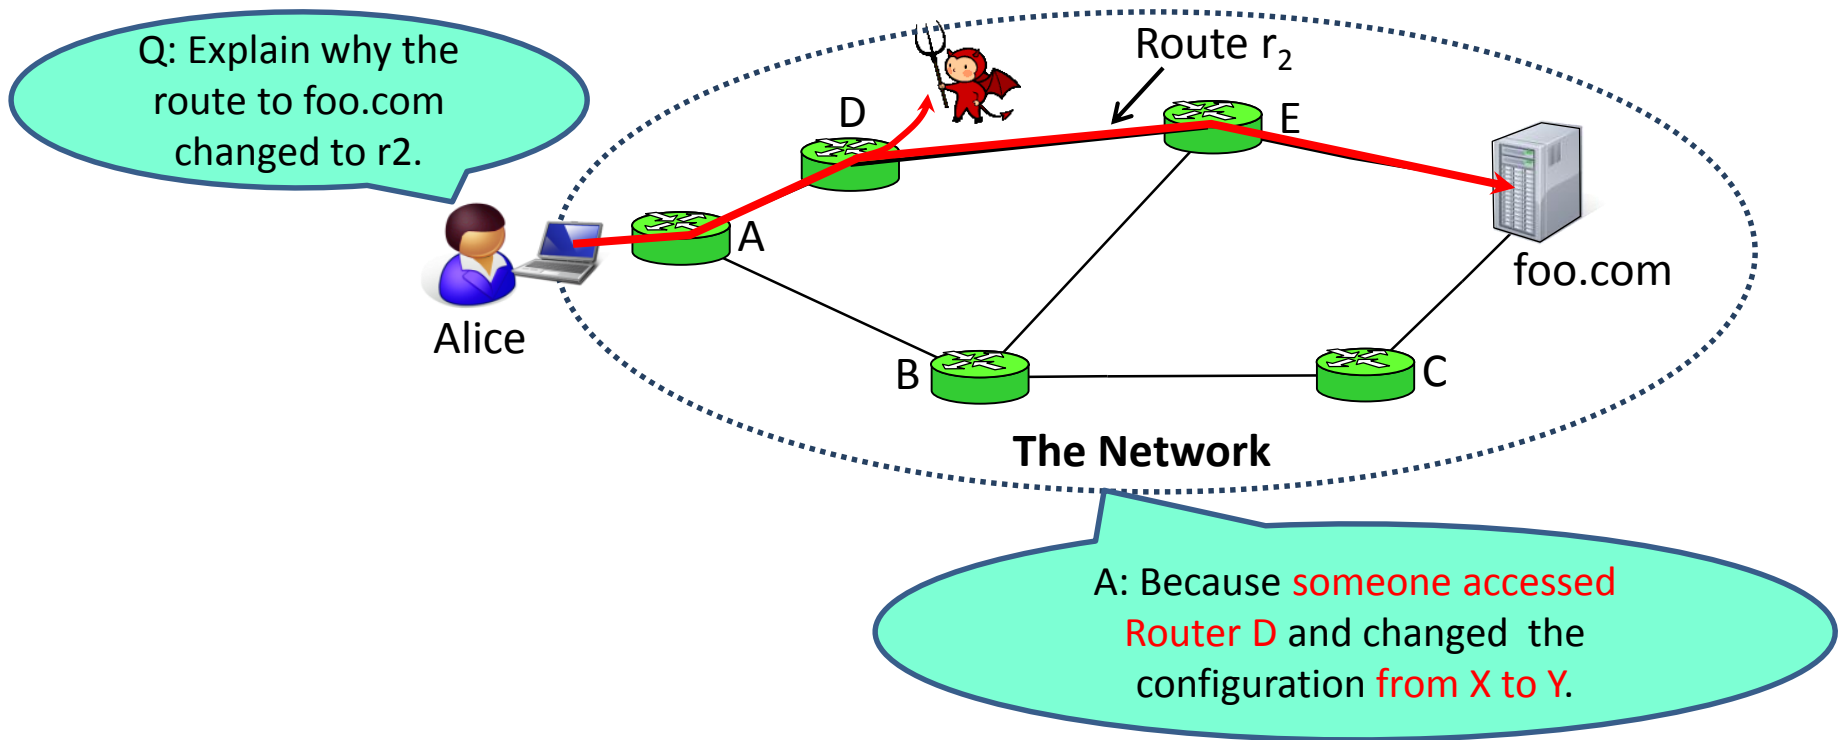 Q: Explain why the
route to foo.com
changed to r2.
Route r2
D
E
A
foo.com
Alice
B
C
The Network
A: Because someone accessed
Router D and changed the
configuration from X to Y.